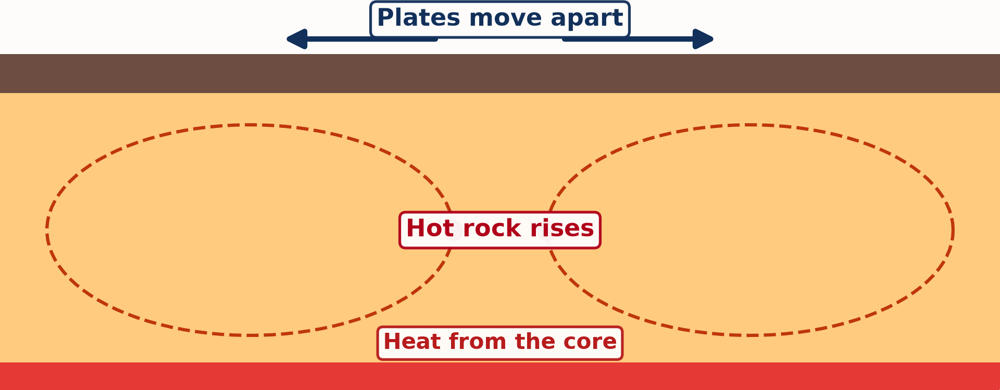 Plates move apart
Hot rock rises
Heat from the core